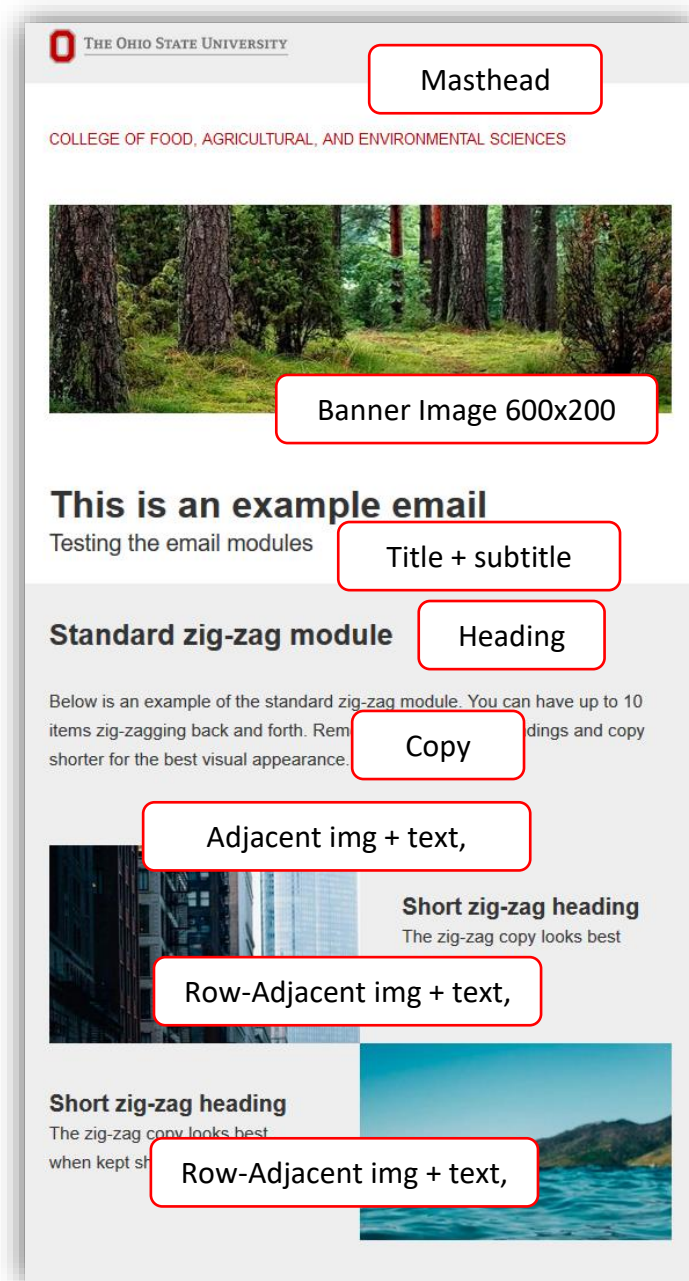 THE OHIO STATE UNIVERSITY
Masthead
COLLEGE OF FOOD, AGRICULTURAL, AND ENVIRONMENTAL SCIENCES
Banner Image 600x200
This is an example email
Testing the email modules
Title + subtitle
Standard zig-zag module
Heading
Below is an example of the standard zig-zag module. You can have up to 10
items zig-zagging back and forth. dings and copy
shorter for the best visual appearance.
Copy
Adjacent img + text,
Short zig-zag heading
The zig-zag copy looks best
Row-Adjacent img + text,
Short zig-zag heading
The zig-zag copy looks best
when kept
Row-Adjacent img + text,